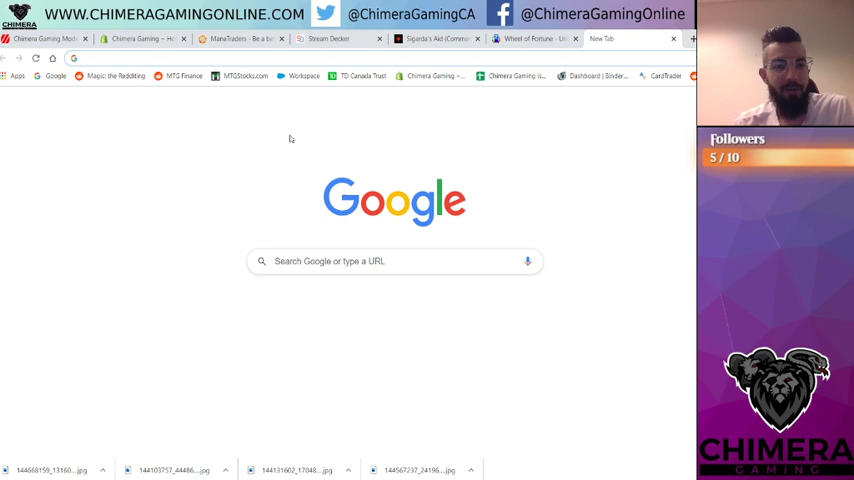 CHIMERA
WWW.CHIMERAGAMINGONLINE.COM
@ChimeraGamingCA
@ChimeraGamingOnline
Chimera Gaming Mode
Chimera Gaming ~ Ho
ManaTraders - Be a be
Stream Decker
Sigarda's Aid (Comma
Wheel of Fortune - Un
New Tab
Apps
Google
Magic: the Redditing
MTG Finance
MTGStocks.com
Workspace
TD Canada Trust
Chimera Gaming ~...
Chimera Gaming is...
Dashboard | Binder...
CardTrader
Followers
5 / 10
Google
Search Google or type a URL
CHIMERA
GAMING
144668159_13160....jpg
144103757_44486....jpg
144131602_17048....jpg
144567237_24196....jpg